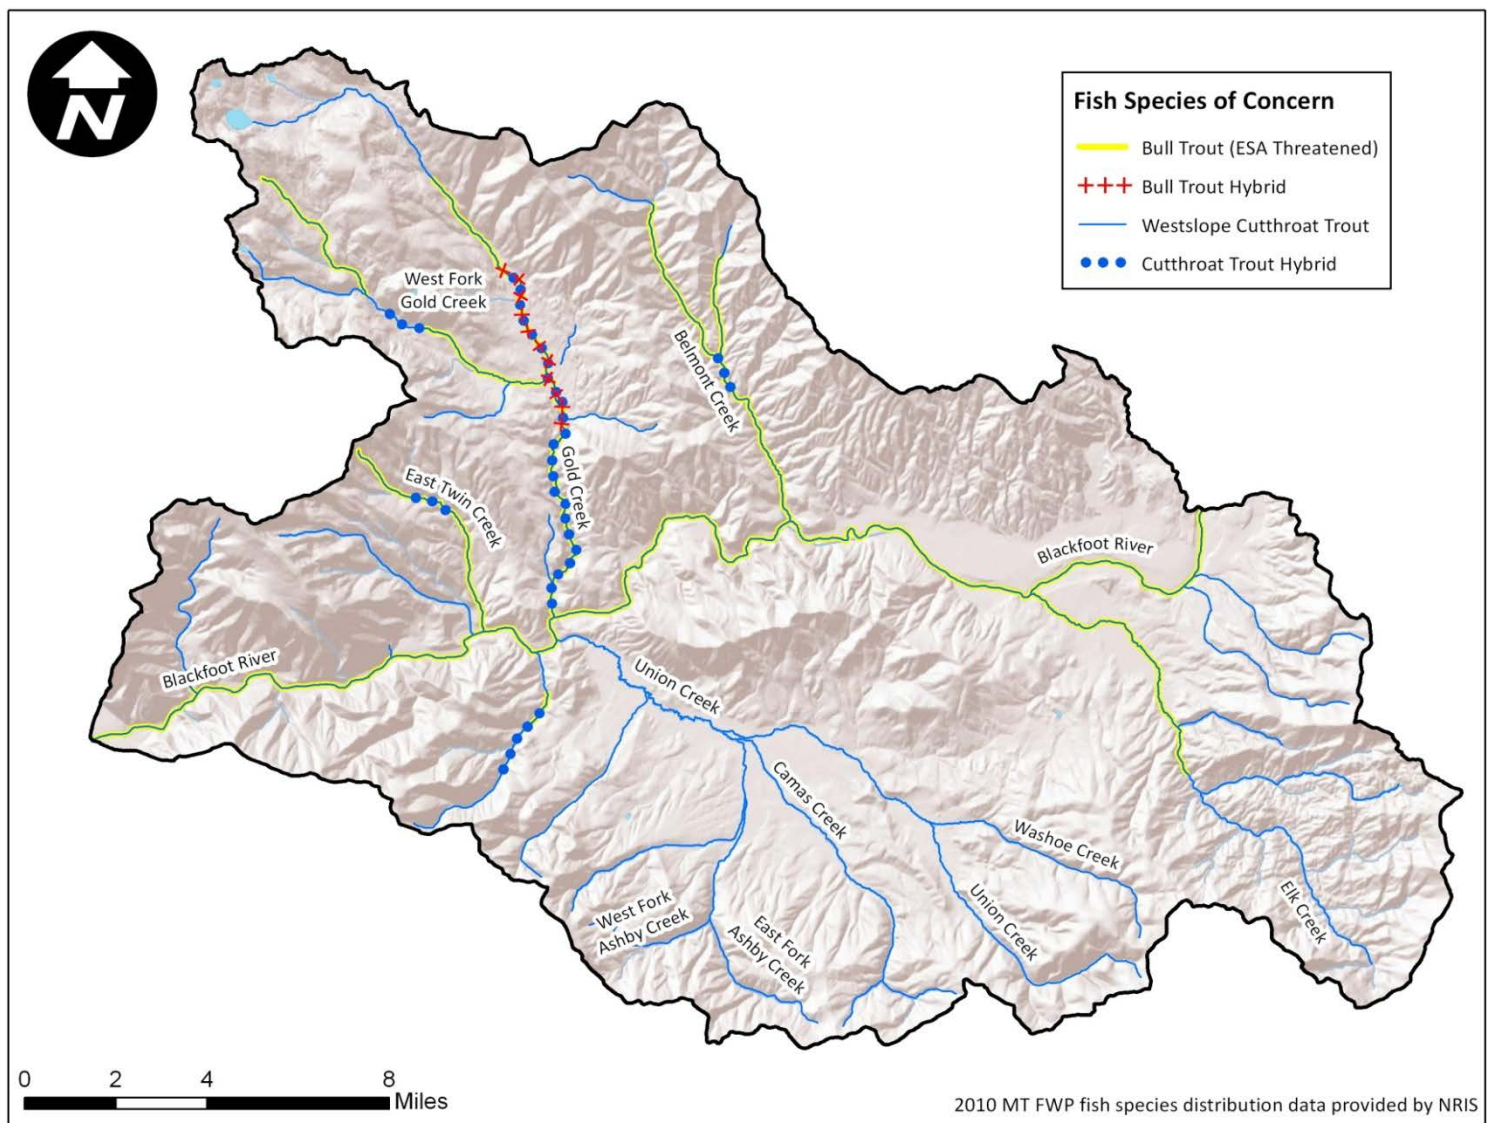 N
Fish Species of Concern
Bull Trout (ESA Threatened)
Bull Trout Hybrid
Westslope Cutthroat Trout
Cutthroat Trout Hybrid
West Fork
Gold Creek
Belmont Creek
Gold Creek
East Twin Creek
Blackfoot River
Blackfoot River
Union Creek
Camas Creek
Washoe Creek
West Fork
Ashby Creek
East Fork
Ashby Creek
Union Creek
Elk Creek
0 2 4 8
Miles
2010 MT FWP fish species distribution data provided by NRIS